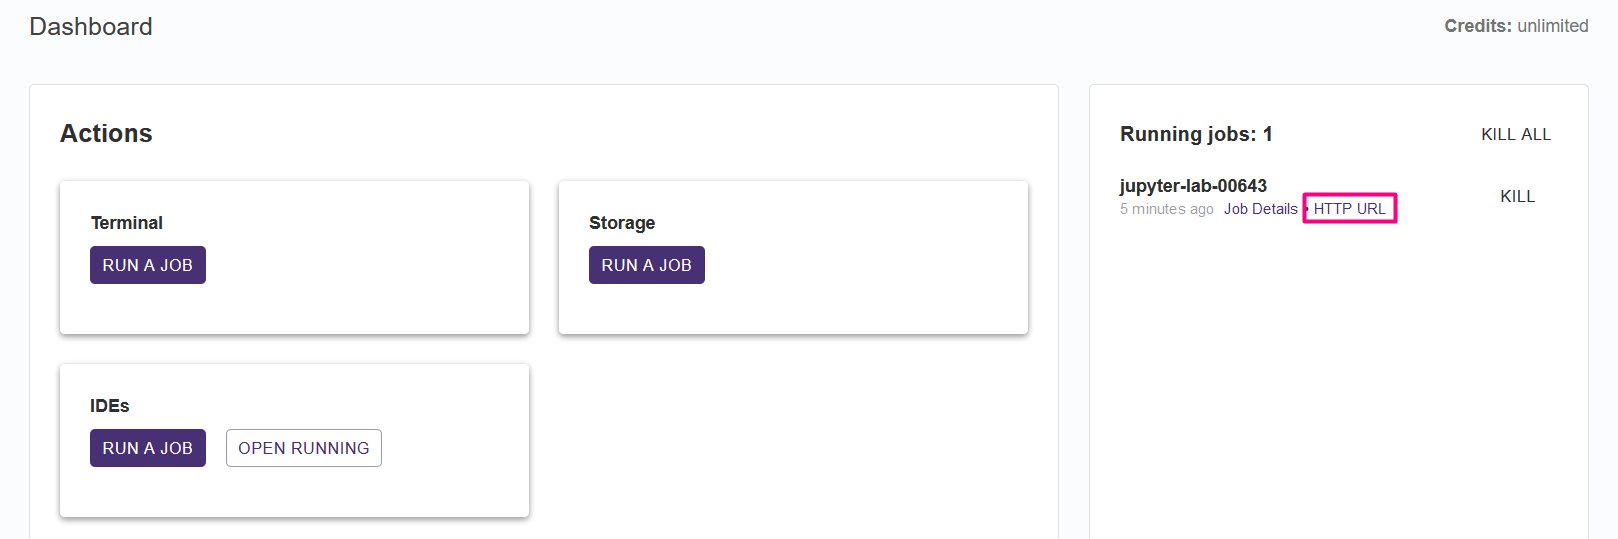 Dashboard
Credits: unlimited
Actions
Terminal
RUN A JOB
Storage
RUN A JOB
IDEs
RUN A JOB
OPEN RUNNING
Running jobs: 1
KILL ALL
jupyter-lab-00643
5 minutes ago Job Details • HTTP URL
KILL